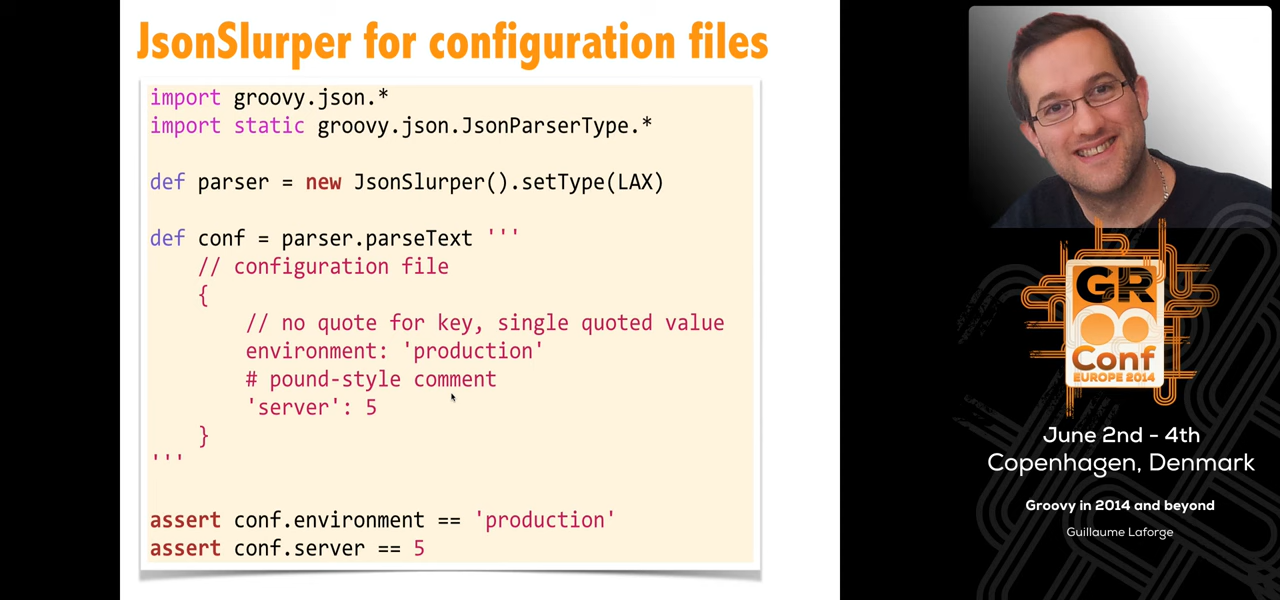 JsonSlurper for configuration files
import groovy.json.*
import static groovy.json.JsonParserType.*
def parser = new JsonSlurper().setType(LAX)
def conf = parser.parseText '''
// configuration file
{
// no quote for key, single quoted value
environment: 'production'
# pound-style comment
'server': 5
}
'''
assert conf.environment == 'production'
assert conf.server == 5
GR
Conf
EUROPE 2014
June 2nd - 4th
Copenhagen, Denmark
Groovy in 2014 and beyond
Guillaume Laforge